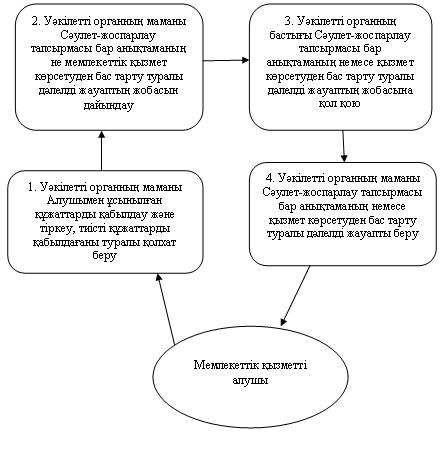 2. Уәкілетті органның маманы
Сәулет-жоспарлау
тапсырмасы бар анықтаманың
не мемлекеттік қызмет
көрсетуден бас тарту туралы
дәлелді жауаптың жобасын
дайындау
3. Уәкілетті органның
бастығы Сәулет-жоспарлау
тапсырмасы бар
анықтаманың немесе қызмет
көрсетуден бас тарту туралы
дәлелді жауаптың жобасына
қол қою
1. Уәкілетті органның маманы
Алушымен ұсынылған
құжаттарды қабылдау және
тіркеу, тиісті құжаттарды
қабылдағаны туралы қолхат
беру
4. Уәкілетті органның маманы
Сәулет-жоспарлау тапсырмасы
бар анықтаманың немесе
қызмет көрсетуден бас тарту
туралы дәлелді жауапты беру
Мемлекеттік қызметті
алушы